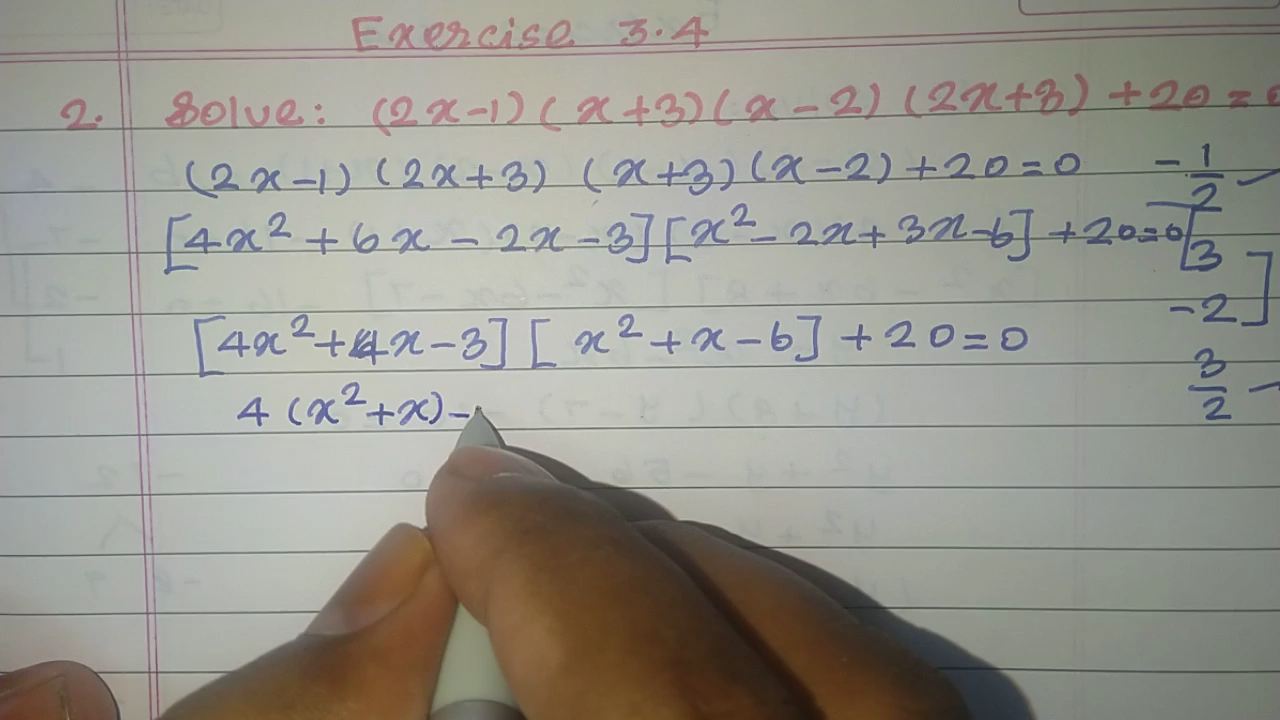 Exercise 3.4
2. Solve: (2x-1)(x+3)(x-2)(2x+3)+20=0
(2x-1)(2x+3)(x+3)(x-2)+20=0
-1/2
[4x²+6x-2x-3][x²-2x+3x-6]+20=0
3
-2
[4x²+4x-3][x²+x-6]+20=0
3/2
4(x²+x)-